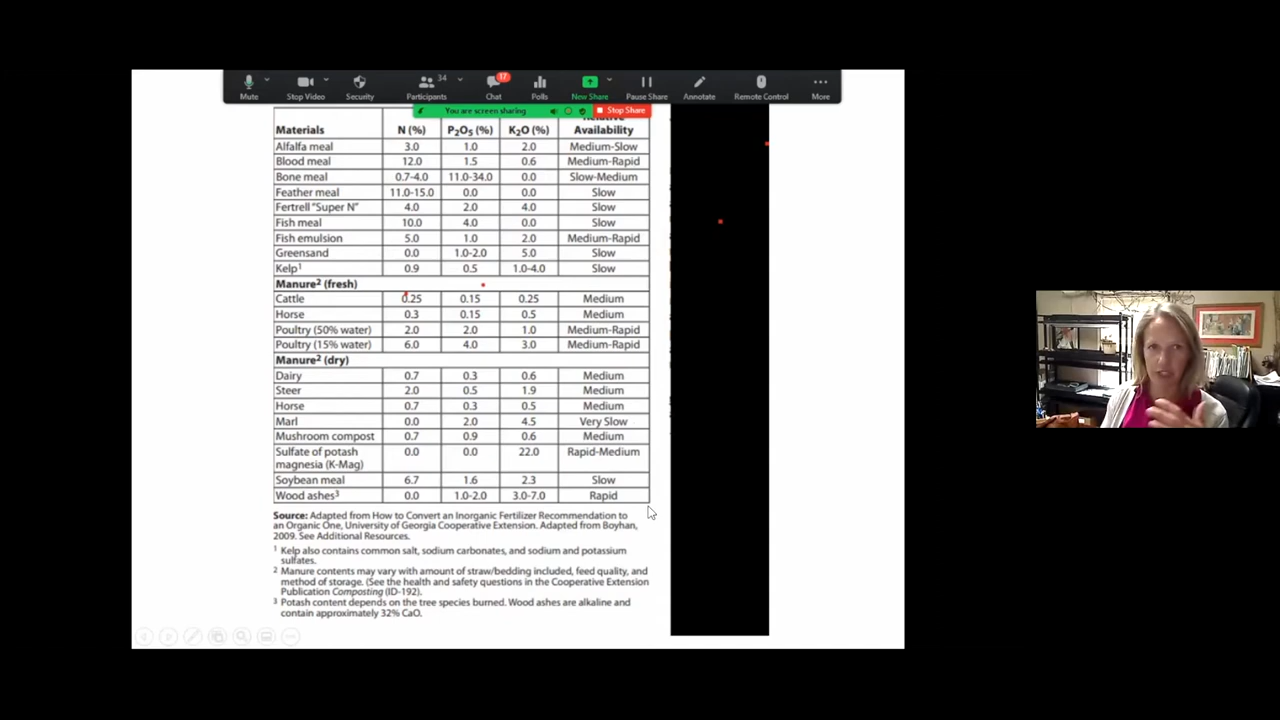 34
17
Mute
Stop Video
Security
Participants
Chat
Polls
New Share
Pause Share
Annotate
Remote Control
More
You are screen sharing
Stop Share
Materials N (%) P2O5 (%) K2O (%) Availability
Alfalfa meal 3.0 1.0 2.0 Medium-Slow
Blood meal 12.0 1.5 0.6 Medium-Rapid
Bone meal 0.7-4.0 11.0-34.0 0.0 Slow-Medium
Feather meal 11.0-15.0 0.0 0.0 Slow
Fertrell "Super N" 4.0 2.0 4.0 Slow
Fish meal 10.0 4.0 0.0 Slow
Fish emulsion 5.0 1.0 2.0 Medium-Rapid
Greensand 0.0 1.0-2.0 5.0 Slow
Kelp1 0.9 0.5 1.0-4.0 Slow
Manure2 (fresh)
Cattle 0.25 0.15 0.25 Medium
Horse 0.3 0.15 0.5 Medium
Poultry (50% water) 2.0 2.0 1.0 Medium-Rapid
Poultry (15% water) 6.0 4.0 3.0 Medium-Rapid
Manure2 (dry)
Dairy 0.7 0.3 0.6 Medium
Steer 2.0 0.5 1.9 Medium
Horse 0.7 0.3 0.5 Medium
Marl 0.0 2.0 4.5 Very Slow
Mushroom compost 0.7 0.9 0.6 Medium
Sulfate of potash 0.0 0.0 22.0 Rapid-Medium
magnesia (K-Mag)
Soybean meal 6.7 1.6 2.3 Slow
Wood ashes3 0.0 1.0-2.0 3.0-7.0 Rapid
Source: Adapted from How to Convert an Inorganic Fertilizer Recommendation to
an Organic One, University of Georgia Cooperative Extension. Adapted from Boyhan,
2009. See Additional Resources.
1 Kelp also contains common salt, sodium carbonates, and sodium and potassium
sulfates.
2 Manure contents may vary with amount of straw/bedding included, feed quality, and
method of storage. (See the health and safety questions in the Cooperative Extension
Publication Composting (ID-192).
3 Potash content depends on the tree species burned. Wood ashes are alkaline and
contain approximately 32% CaO.